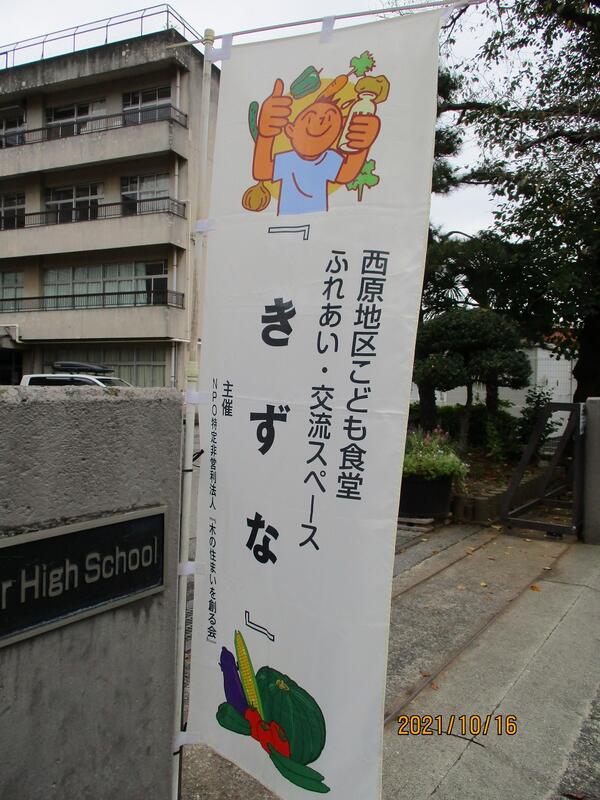 西原地区こども食堂
ふれあい・交流スペース
『きずな』
主催
NPO特定非営利法人「木の住まいを創る会」
r High School
2021/10/16